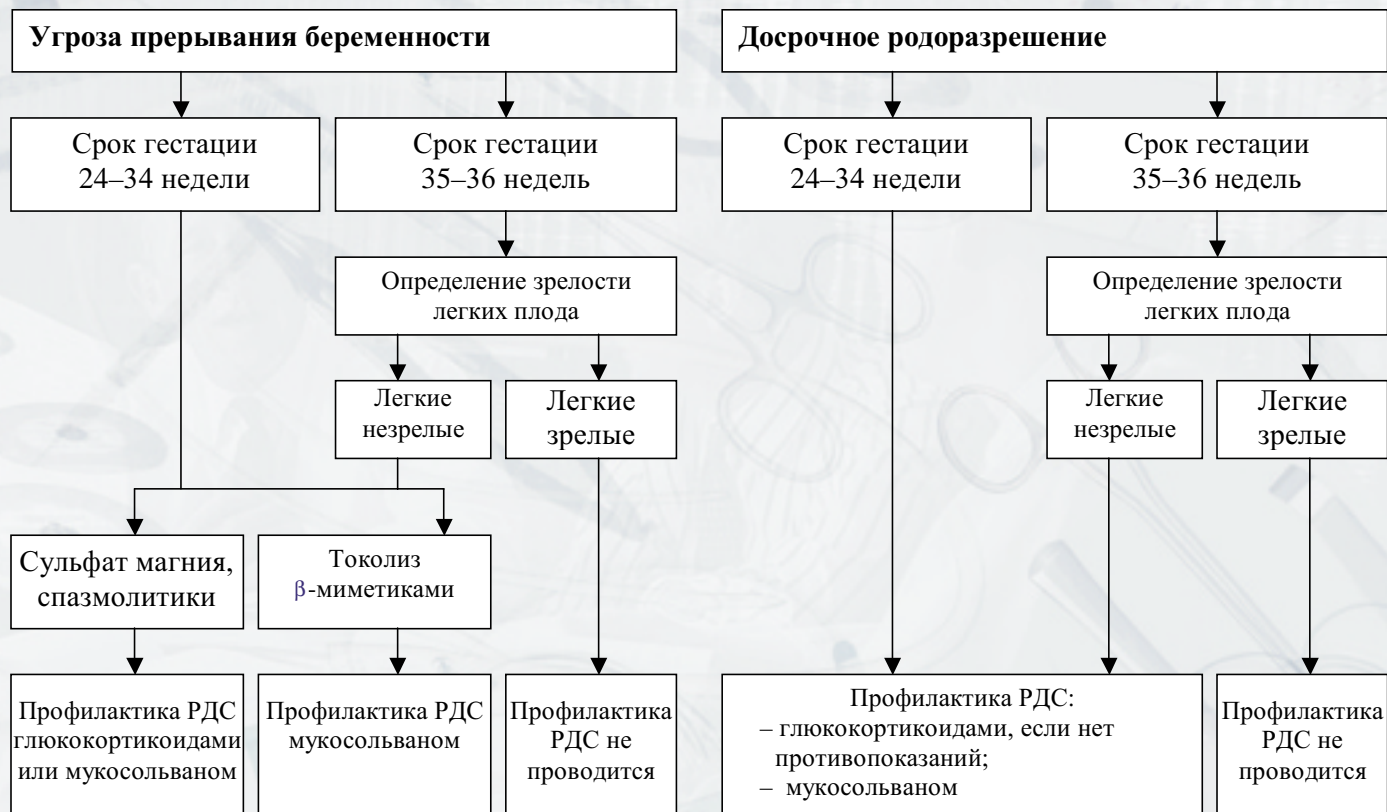 Угроза прерывания беременности
Срок гестации
24–34 недели
Срок гестации
35–36 недель
Определение зрелости
легких плода
Легкие
незрелые
Легкие
зрелые
Сульфат магния,
спазмолитики
Токолиз
β-миметиками
Профилактика РДС
глюкокортикоидами
или мукосольваном
Профилактика РДС
мукосольваном
Профилактика
РДС не
проводится
Досрочное родоразрешение
Срок гестации
24–34 недели
Срок гестации
35–36 недель
Определение зрелости
легких плода
Легкие
незрелые
Легкие
зрелые
Профилактика РДС:
– глюкокортикоидами, если нет
противопоказаний;
– мукосольваном
Профилактика
РДС не
проводится